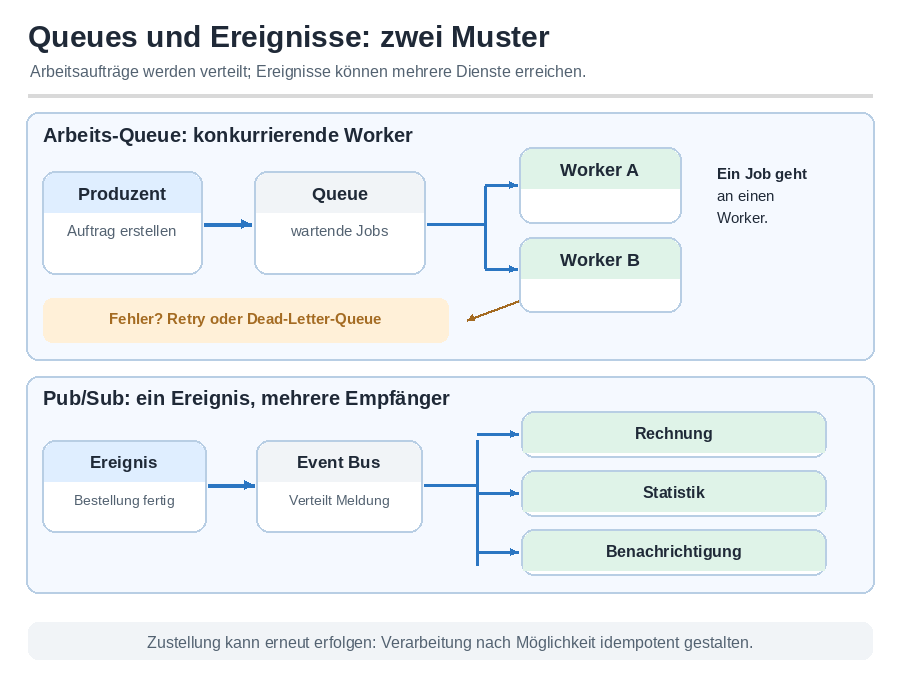 Queues und Ereignisse: zwei Muster
Arbeitsaufträge werden verteilt; Ereignisse können mehrere Dienste erreichen.
Arbeits-Queue: konkurrierende Worker
Produzent
Auftrag erstellen
Queue
wartende Jobs
Worker A
Worker B
Ein Job geht
an einen
Worker.
Fehler? Retry oder Dead-Letter-Queue
Pub/Sub: ein Ereignis, mehrere Empfänger
Ereignis
Bestellung fertig
Event Bus
Verteilt Meldung
Rechnung
Statistik
Benachrichtigung
Zustellung kann erneut erfolgen: Verarbeitung nach Möglichkeit idempotent gestalten.